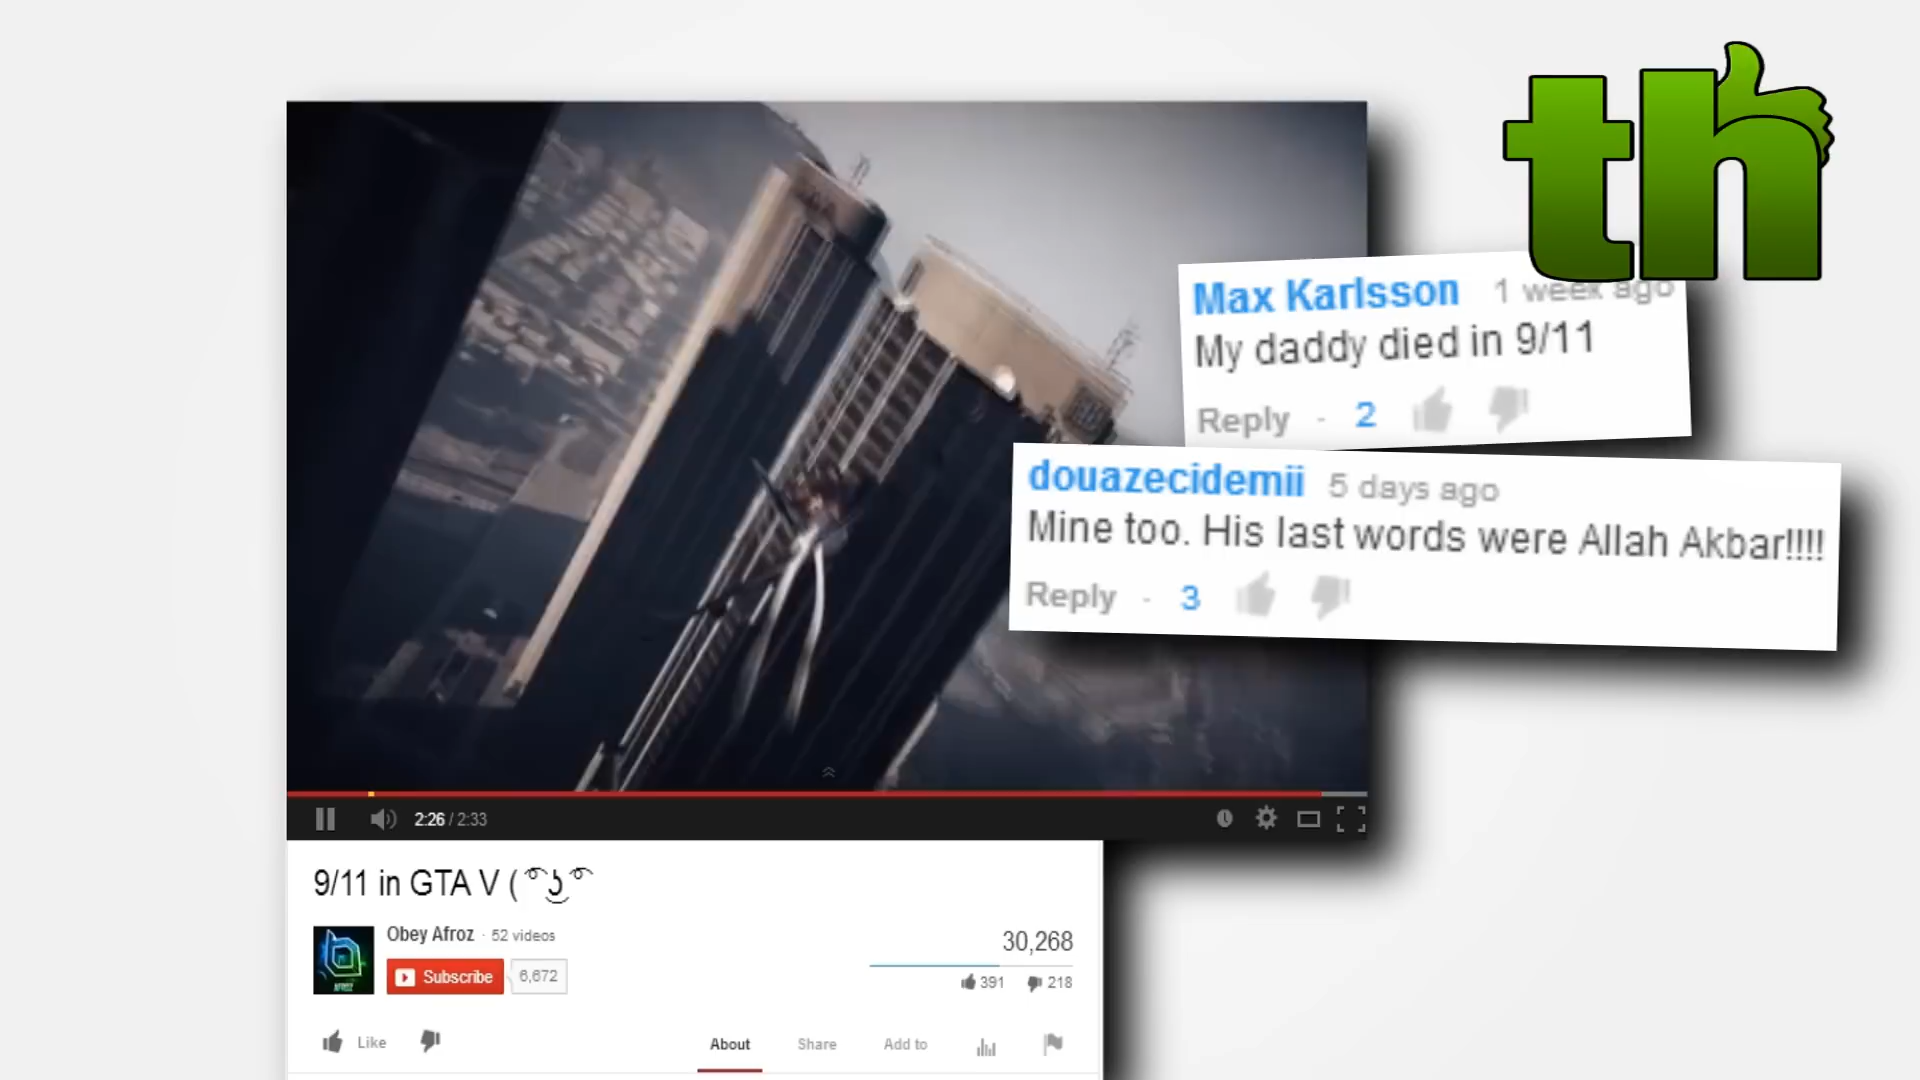 th
Max Karlsson 1 week ago
My daddy died in 9/11
Reply · 2
douazecidemii 5 days ago
Mine too. His last words were Allah Akbar!!!!
Reply · 3
2:26 / 2:33
9/11 in GTA V ( ͡° ͜ʖ ͡°
Obey Afroz · 52 videos
Subscribe 6,672
30,268
391 218
Like
About Share Add to